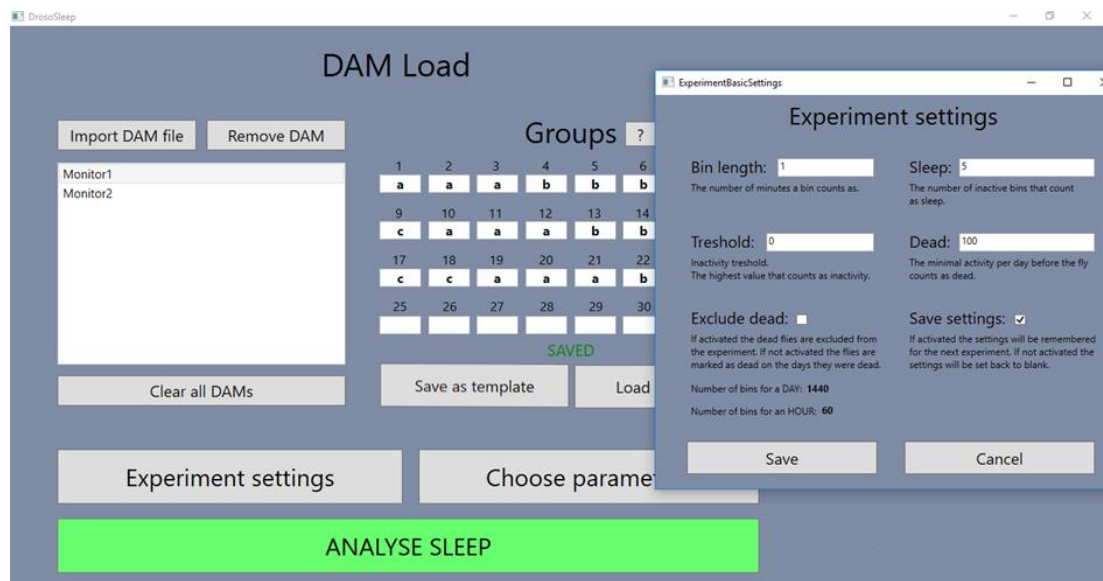 DrosoSleep
DAM Load
Import DAM file
Remove DAM
Monitor1
Monitor2
Clear all DAMs
Groups ?
1 2 3 4 5 6
a a a b b b
9 10 11 12 13 14
c a a a b b
17 18 19 20 21 22
c c a a a b
25 26 27 28 29 30
SAVED
Save as template
Load
Experiment settings
Choose parame
ANALYSE SLEEP
ExperimentBasicSettings
Experiment settings
Bin length: 1
The number of minutes a bin counts as.
Sleep: 5
The number of inactive bins that count
as sleep.
Treshold: 0
Inactivity treshold.
The highest value that counts as inactivity.
Dead: 100
The minimal activity per day before the fly
counts as dead.
Exclude dead:
If activated the dead flies are excluded from
the experiment. If not activated the flies are
marked as dead on the days they were dead.
Save settings:
If activated the settings will be remembered
for the next experiment. If not activated the
settings will be set back to blank.
Number of bins for a DAY: 1440
Number of bins for an HOUR: 60
Save
Cancel